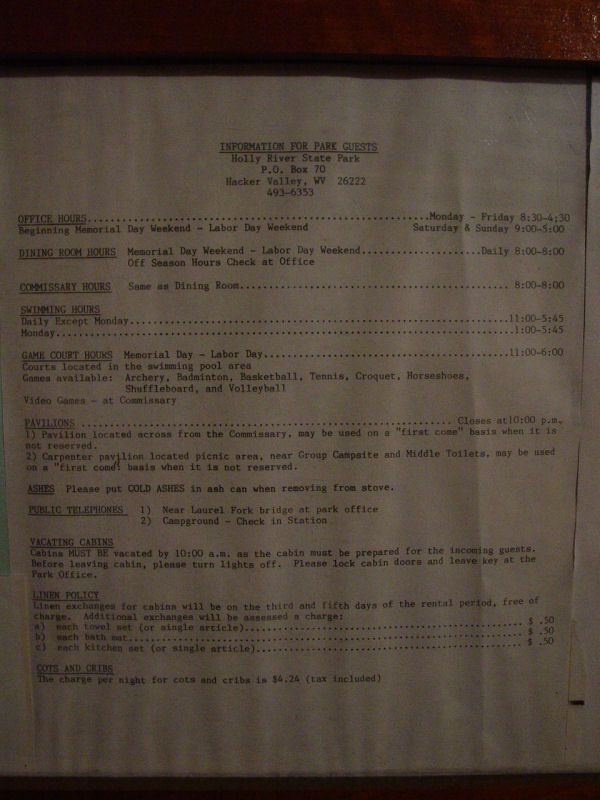 INFORMATION FOR PARK GUESTS
Holly River State Park
P.O. Box 70
Hacker Valley, WV 26222
493-6353
OFFICE HOURS..........................................................Monday - Friday 8:30-4:30
Beginning Memorial Day Weekend - Labor Day Weekend Saturday & Sunday 9:00-5:00
DINING ROOM HOURS Memorial Day Weekend - Labor Day Weekend....................Daily 8:00-8:00
Off Season Hours Check at Office
COMMISSARY HOURS Same as Dining Room.............................................. 8:00-8:00
SWIMMING HOURS
Daily Except Monday................................................................11:00-5:45
Monday..............................................................................1:00-5:45
GAME COURT HOURS Memorial Day - Labor Day..........................................11:00-6:00
Courts located in the swimming pool area
Games available: Archery, Badminton, Basketball, Tennis, Croquet, Horseshoes,
Shuffleboard, and Volleyball
Video Games - at Commissary
PAVILIONS ............................................................... Closes at10:00 p.m.
1) Pavilion located across from the Commissary, may be used on a "first come" basis when it is
not reserved.
2) Carpenter pavilion located picnic area, near Group Campsite and Middle Toilets, may be used
on a "first come" basis when it is not reserved.
ASHES Please put COLD ASHES in ash can when removing from stove.
PUBLIC TELEPHONES 1) Near Laurel Fork bridge at park office
2) Campground - Check in Station
VACATING CABINS
Cabins MUST BE vacated by 10:00 a.m. as the cabin must be prepared for the incoming guests.
Before leaving cabin, please turn lights off. Please lock cabin doors and leave key at the
Park Office.
LINEN POLICY
Linen exchanges for cabins will be on the third and fifth days of the rental period, free of
charge. Additional exchanges will be assessed a charge:
a) each towel set (or single article)............................................... $ .50
b) each bath mat.................................................................... $ .50
c) each kitchen set (or single article)............................................. $ .50
COTS AND CRIBS
The charge per night for cots and cribs is $4.24 (tax included)